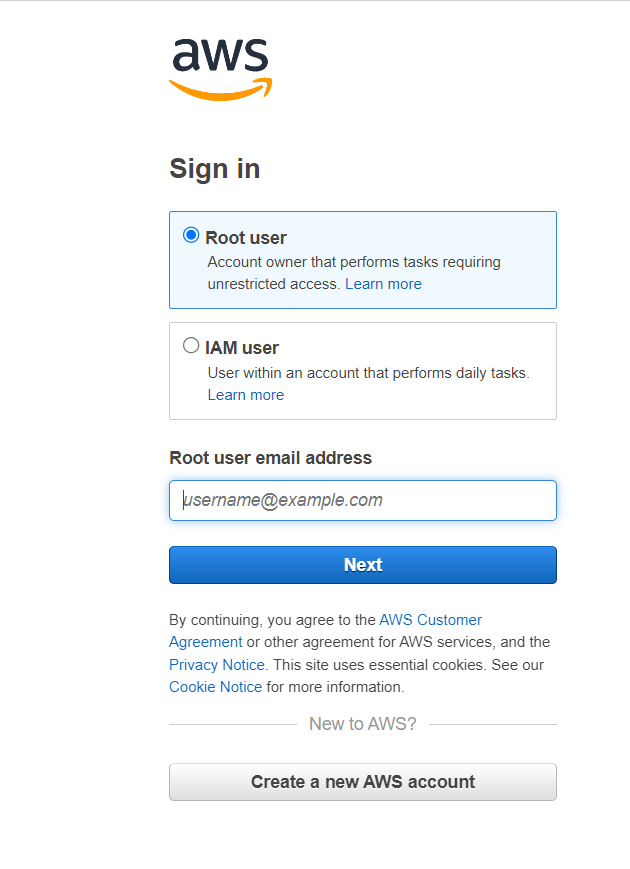 aws
Sign in
Root user
Account owner that performs tasks requiring
unrestricted access. Learn more
IAM user
User within an account that performs daily tasks.
Learn more
Root user email address
username@example.com
Next
By continuing, you agree to the AWS Customer
Agreement or other agreement for AWS services, and the
Privacy Notice. This site uses essential cookies. See our
Cookie Notice for more information.
New to AWS?
Create a new AWS account